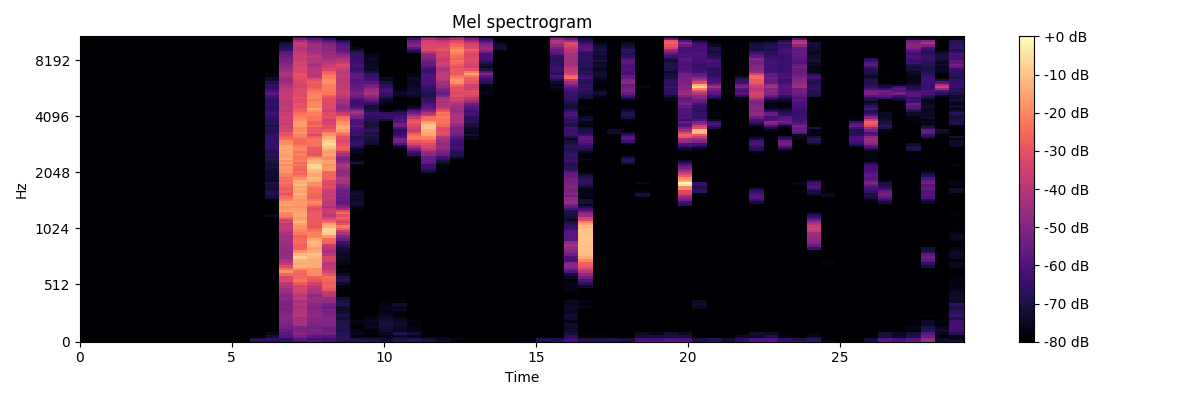 Mel spectrogram
Hz
8192
4096
2048
1024
512
0
0 5 10 15 20 25
Time
+0 dB
-10 dB
-20 dB
-30 dB
-40 dB
-50 dB
-60 dB
-70 dB
-80 dB